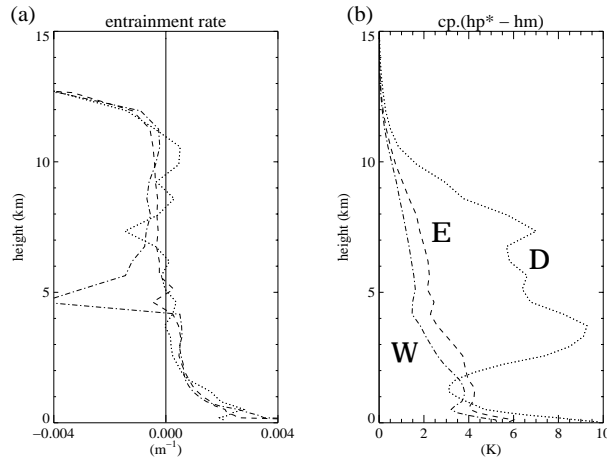 (a)
entrainment rate
15
10
5
0
height (km)
−0.004
0.000
0.004
(m⁻¹)
(b)
cp.(hp* − hm)
15
10
5
0
height (km)
E
D
W
0
2
4
6
8
10
(K)